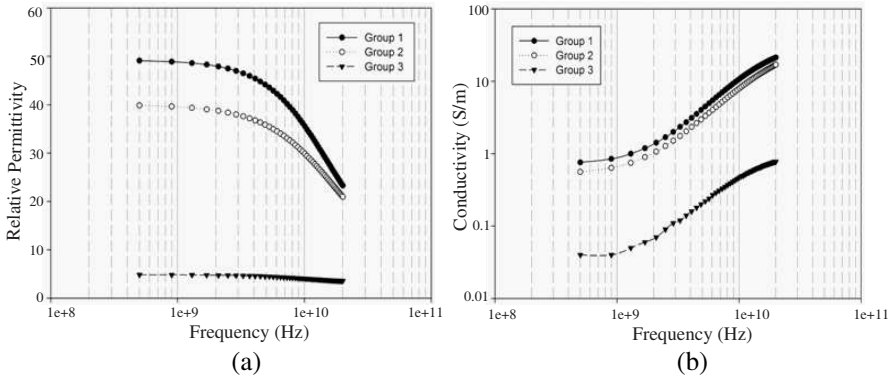 60
50
40
30
20
10
0
Relative Permittivity
Group 1
Group 2
Group 3
1e+8
1e+9
1e+10
1e+11
Frequency (Hz)
(a)
100
10
1
0.1
0.01
Conductivity (S/m)
Group 1
Group 2
Group 3
1e+8
1e+9
1e+10
1e+11
Frequency (Hz)
(b)